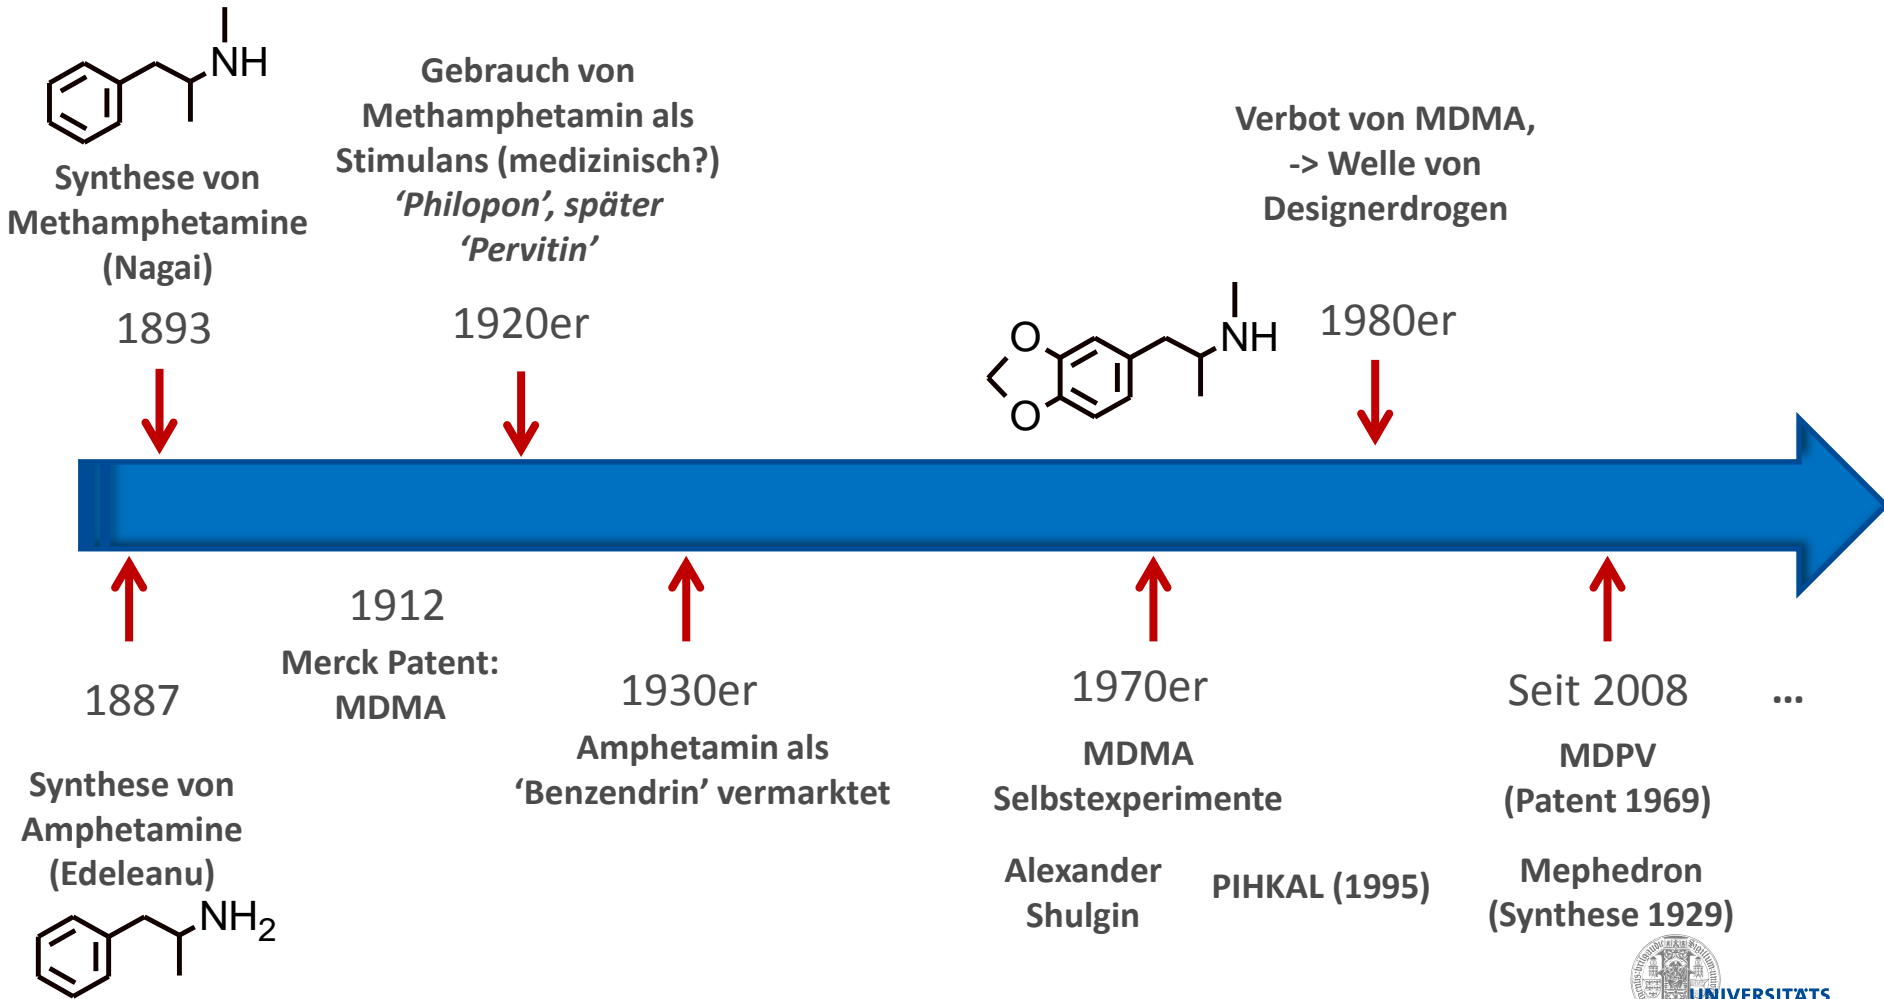 NH
Synthese von
Methamphetamine
(Nagai)
1893
Gebrauch von
Methamphetamin als
Stimulans (medizinisch?)
‘Philopon’, später
‘Pervitin’
1920er
Verbot von MDMA,
-> Welle von
Designerdrogen
1980er
O
O
NH
1887
Synthese von
Amphetamine
(Edeleanu)
NH2
1912
Merck Patent:
MDMA
1930er
Amphetamin als
‘Benzendrin’ vermarktet
1970er
MDMA
Selbstexperimente
Alexander
Shulgin
PIHKAL (1995)
Seit 2008
MDPV
(Patent 1969)
Mephedron
(Synthese 1929)
...
UNIVERSITÄTS